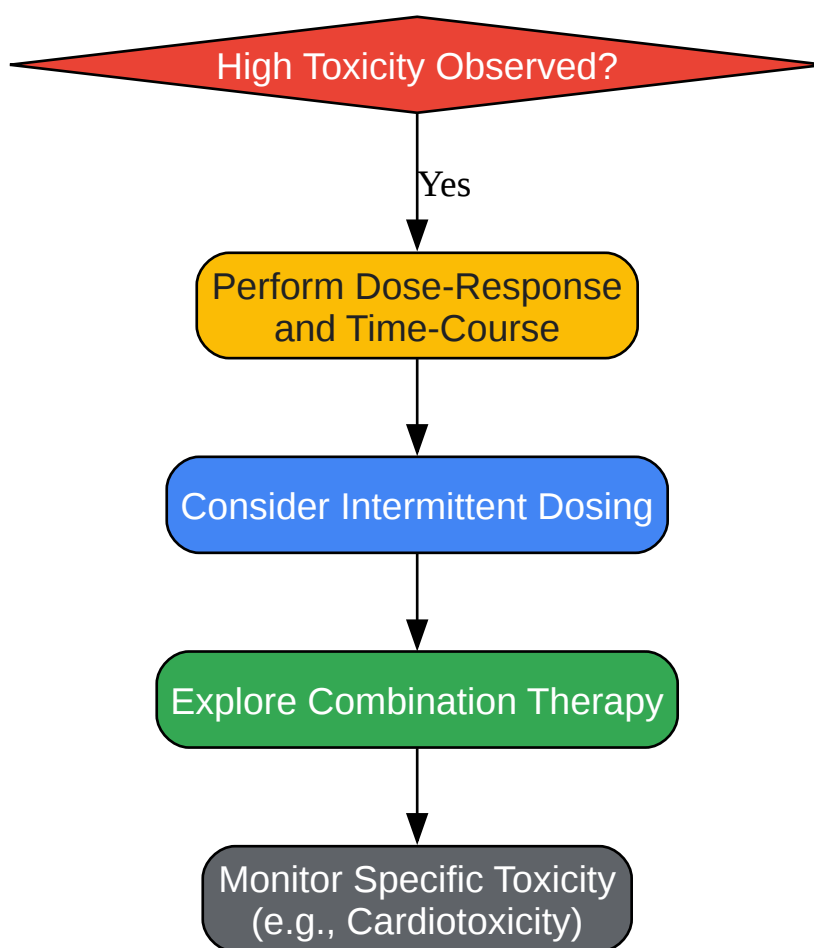 High Toxicity Observed?
Yes
Perform Dose-Response
and Time-Course
Consider Intermittent Dosing
Explore Combination Therapy
Monitor Specific Toxicity
(e.g., Cardiotoxicity)